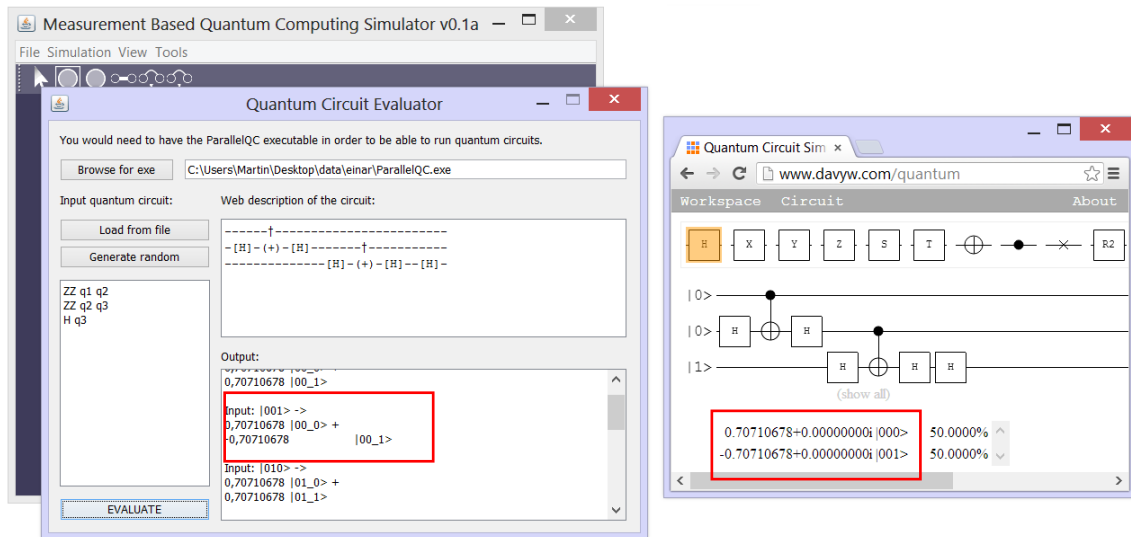 Measurement Based Quantum Computing Simulator v0.1a
File Simulation View Tools
Quantum Circuit Evaluator
You would need to have the ParallelQC executable in order to be able to run quantum circuits.
Browse for exe
C:\Users\Martin\Desktop\data\einar\ParallelQC.exe
Input quantum circuit:
Web description of the circuit:
Load from file
Generate random
------†------------------------
-[H]-(+)-[H]-------†-----------
--------------[H]-(+)-[H]--[H]-
ZZ q1 q2
ZZ q2 q3
H q3
Output:
0,70710678 |00_0> +
0,70710678 |00_1>
Input: |001> ->
0,70710678 |00_0> +
-0,70710678 |00_1>
Input: |010> ->
0,70710678 |01_0> +
0,70710678 |01_1>
EVALUATE
Quantum Circuit Sim
www.davyw.com/quantum
Workspace Circuit About
H X Y Z S T R2
|0>
|0> H H
|1> H H H
(show all)
0.70710678+0.00000000i |000> 50.0000%
-0.70710678+0.00000000i |001> 50.0000%